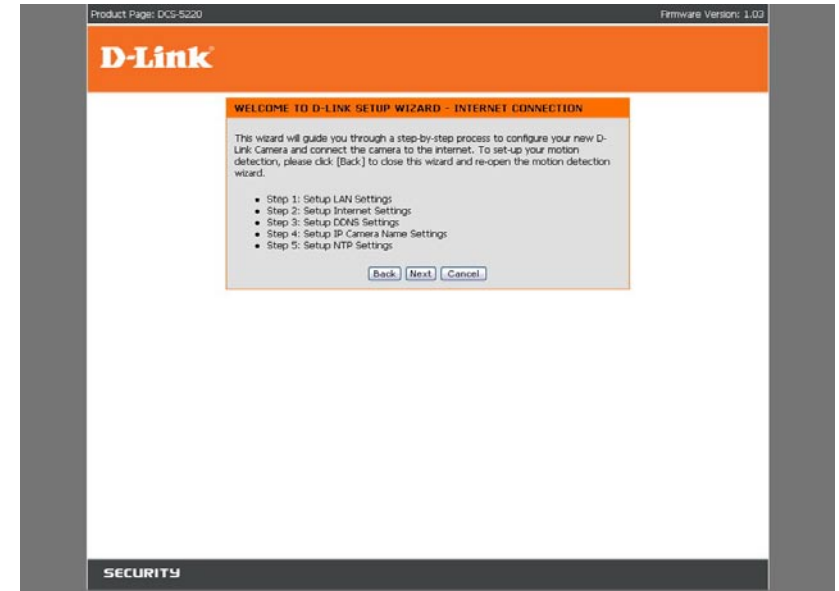 Product Page: DCS-5220
Firmware Version: 1.03
D-Link
WELCOME TO D-LINK SETUP WIZARD - INTERNET CONNECTION
This wizard will guide you through a step-by-step process to configure your new D-
Link Camera and connect the camera to the internet. To set-up your motion
detection, please click [Back] to close this wizard and re-open the motion detection
wizard.
• Step 1: Setup LAN Settings
• Step 2: Setup Internet Settings
• Step 3: Setup DDNS Settings
• Step 4: Setup IP Camera Name Settings
• Step 5: Setup NTP Settings
Back Next Cancel
SECURITY